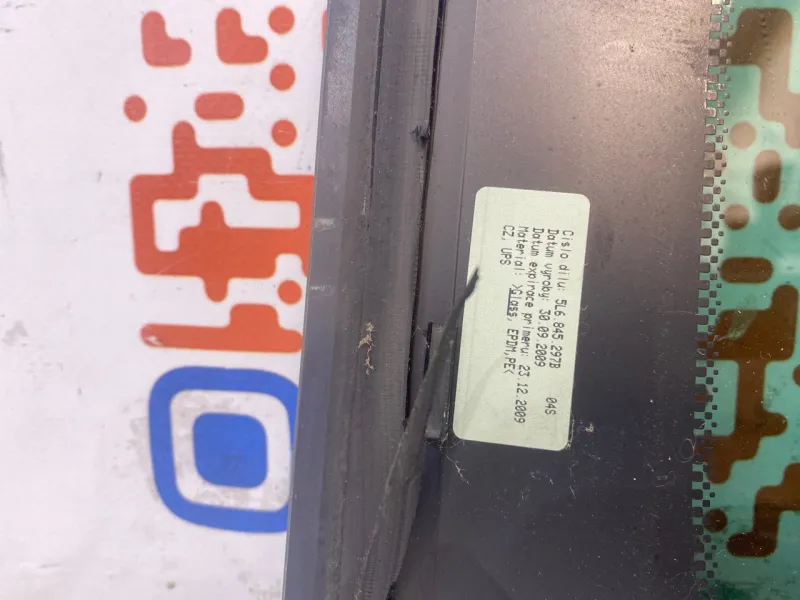 Cislo dilu: 5L6.845.297B 04S
Datum vyroby: 30.09.2009
Datum expirace primeru: 23.12.2009
Material: >Glass, EPDM,PE<
CZ, UPS